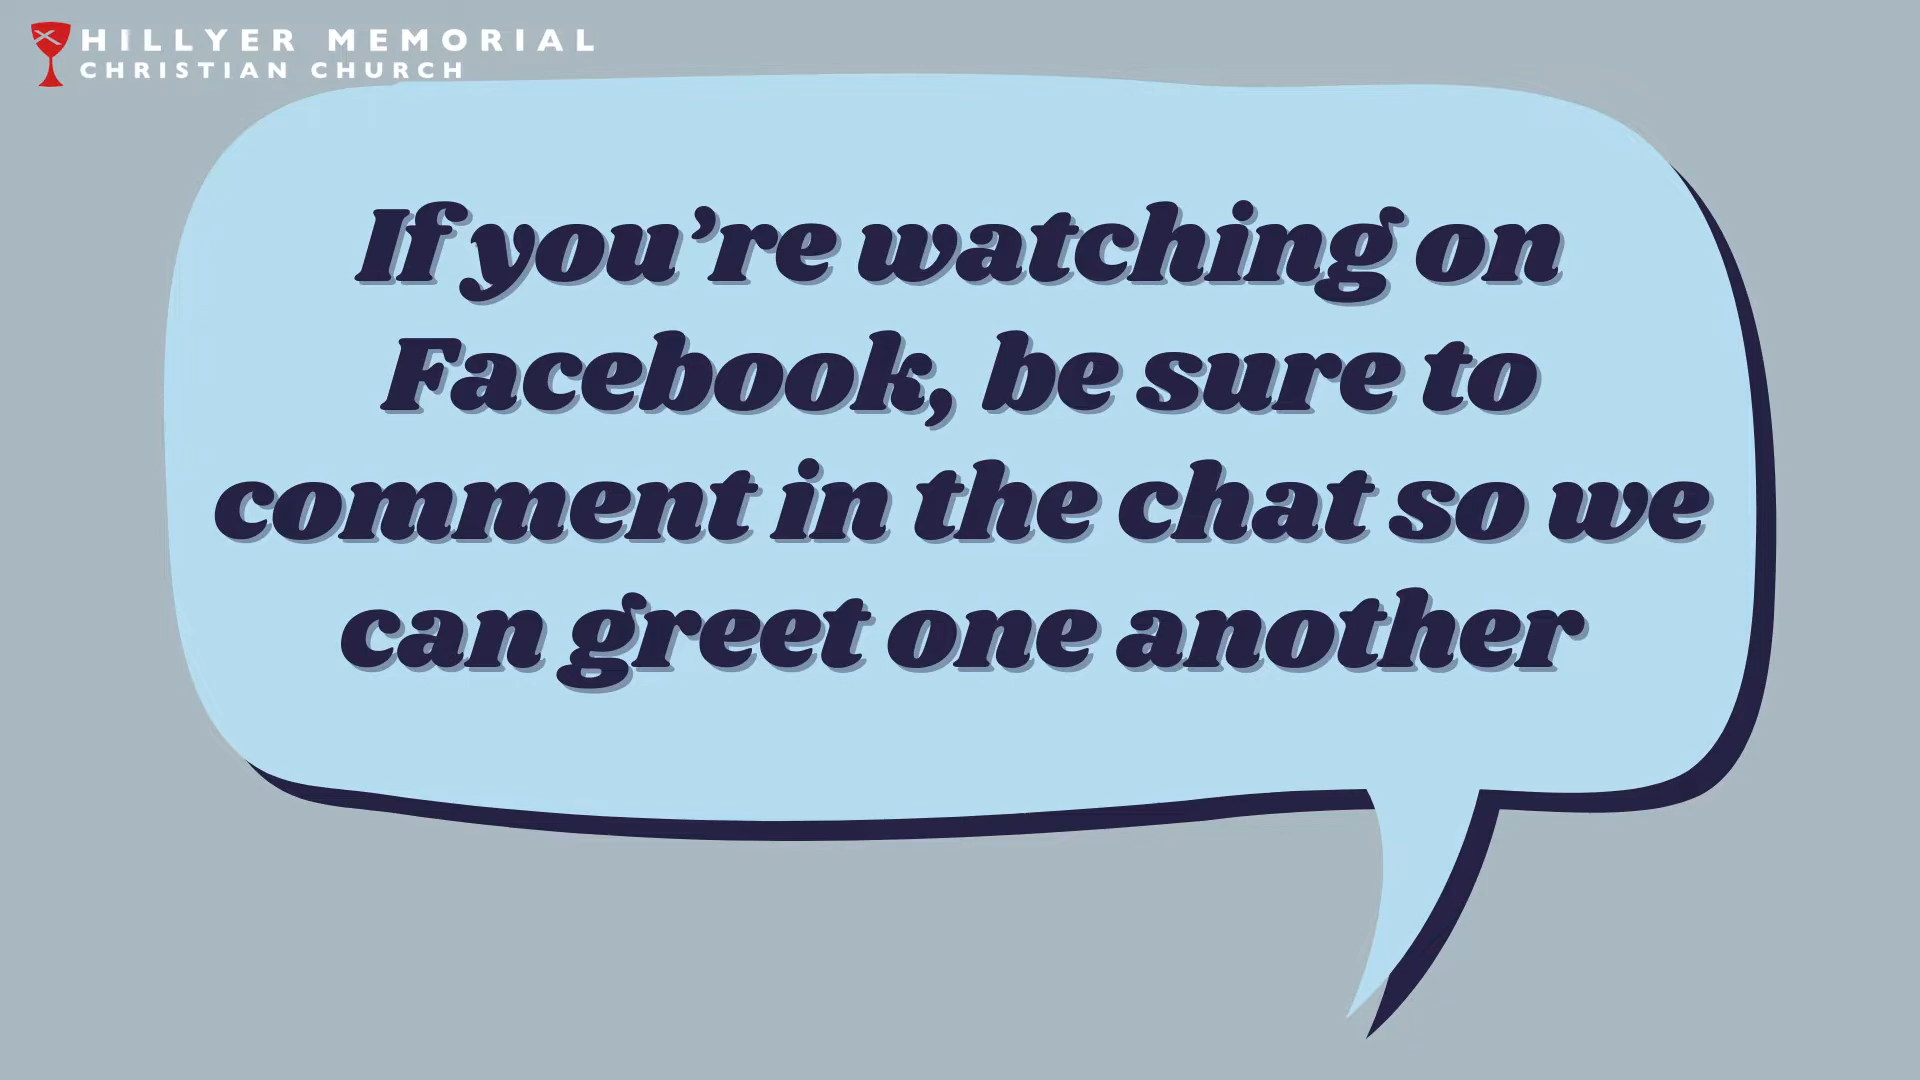 HILLYER MEMORIAL
CHRISTIAN CHURCH
If you’re watching on
Facebook, be sure to
comment in the chat so we
can greet one another